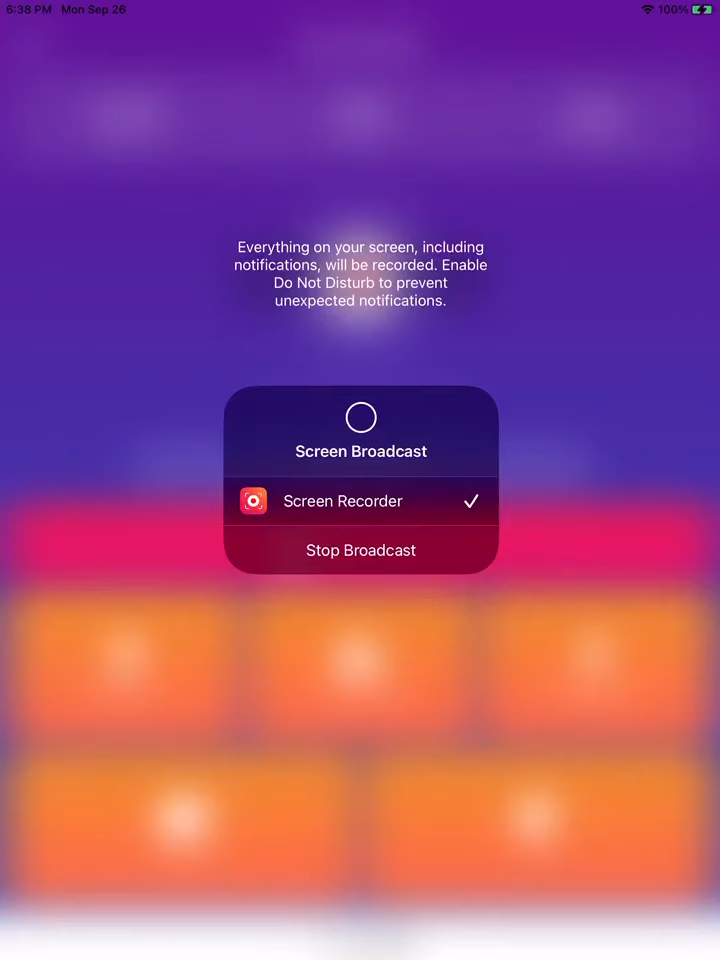 6:38 PM Mon Sep 26
100%
Everything on your screen, including
notifications, will be recorded. Enable
Do Not Disturb to prevent
unexpected notifications.
Screen Broadcast
Screen Recorder
Stop Broadcast